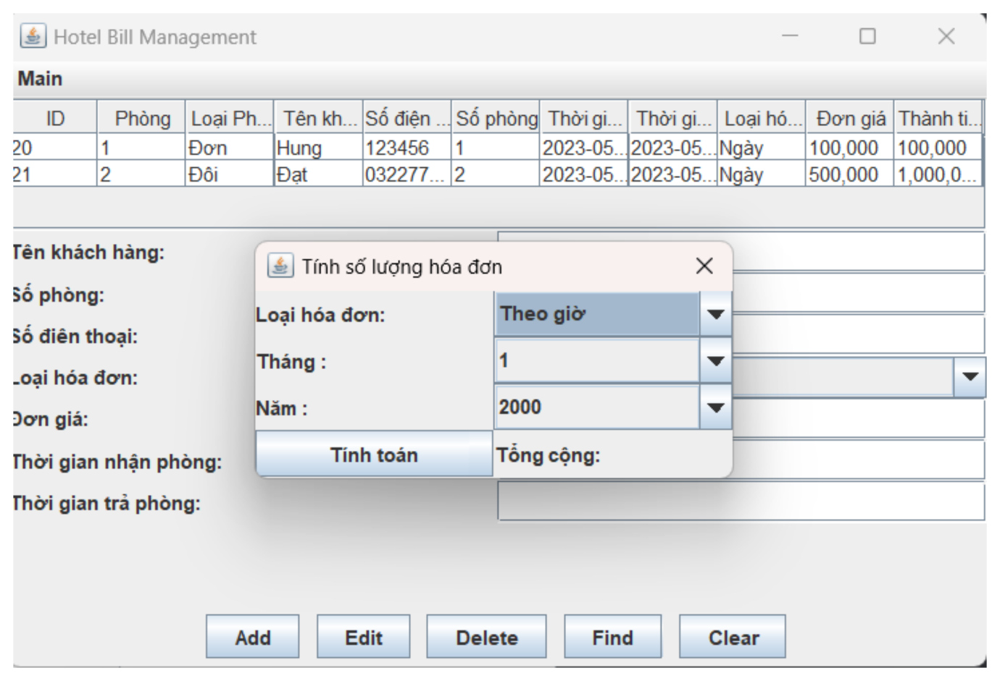 Hotel Bill Management
Main
ID Phòng Loại Ph... Tên kh... Số điện ... Số phòng Thời gi... Thời gi... Loại hó... Đơn giá Thành ti...
20 1 Đơn Hung 123456 1 2023-05... 2023-05... Ngày 100,000 100,000
21 2 Đôi Đạt 032277... 2 2023-05... 2023-05... Ngày 500,000 1,000,0...
Tên khách hàng:
Số phòng:
Số điên thoại:
Loại hóa đơn:
Đơn giá:
Thời gian nhận phòng:
Thời gian trả phòng:
Tính số lượng hóa đơn
Loại hóa đơn: Theo giờ
Tháng : 1
Năm : 2000
Tính toán Tổng cộng:
Add Edit Delete Find Clear